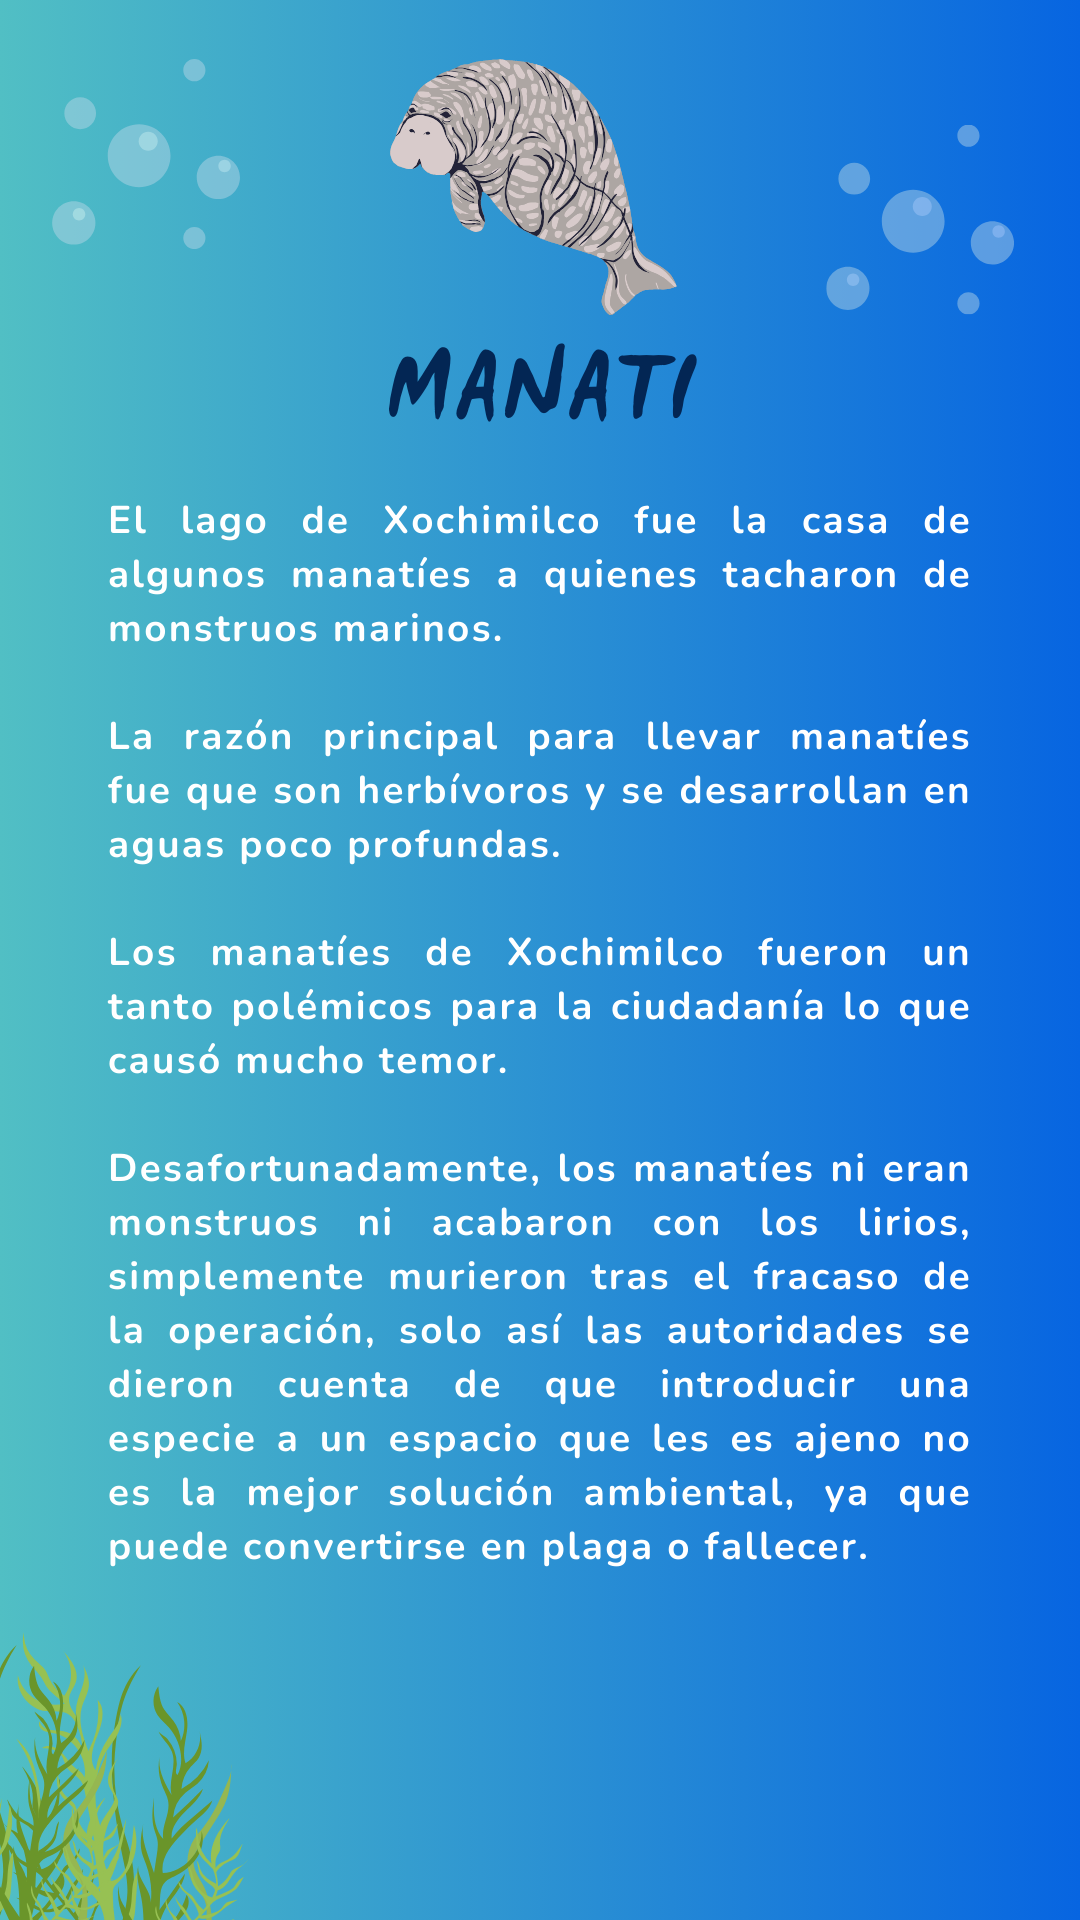 MANATI
El lago de Xochimilco fue la casa de
algunos manatíes a quienes tacharon de
monstruos marinos.
La razón principal para llevar manatíes
fue que son herbívoros y se desarrollan en
aguas poco profundas.
Los manatíes de Xochimilco fueron un
tanto polémicos para la ciudadanía lo que
causó mucho temor.
Desafortunadamente, los manatíes ni eran
monstruos ni acabaron con los lirios,
simplemente murieron tras el fracaso de
la operación, solo así las autoridades se
dieron cuenta de que introducir una
especie a un espacio que les es ajeno no
es la mejor solución ambiental, ya que
puede convertirse en plaga o fallecer.